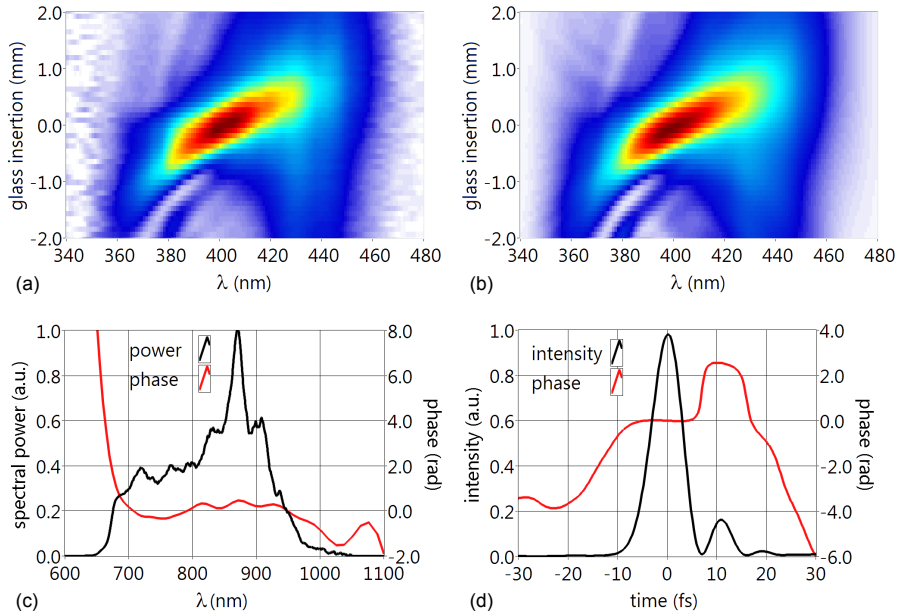 2.0
1.0
0.0
-1.0
-2.0
glass insertion (mm)
340 360 380 400 420 440 460 480
λ (nm)
(a)
2.0
1.0
0.0
-1.0
-2.0
glass insertion (mm)
340 360 380 400 420 440 460 480
λ (nm)
(b)
1.0
0.8
0.6
0.4
0.2
0.0
spectral power (a.u.)
power
phase
8.0
6.0
4.0
2.0
0.0
-2.0
phase (rad)
600 700 800 900 1000 1100
λ (nm)
(c)
1.0
0.8
0.6
0.4
0.2
0.0
intensity (a.u.)
intensity
phase
4.0
2.0
0.0
-2.0
-4.0
-6.0
phase (rad)
-30 -20 -10 0 10 20 30
time (fs)
(d)